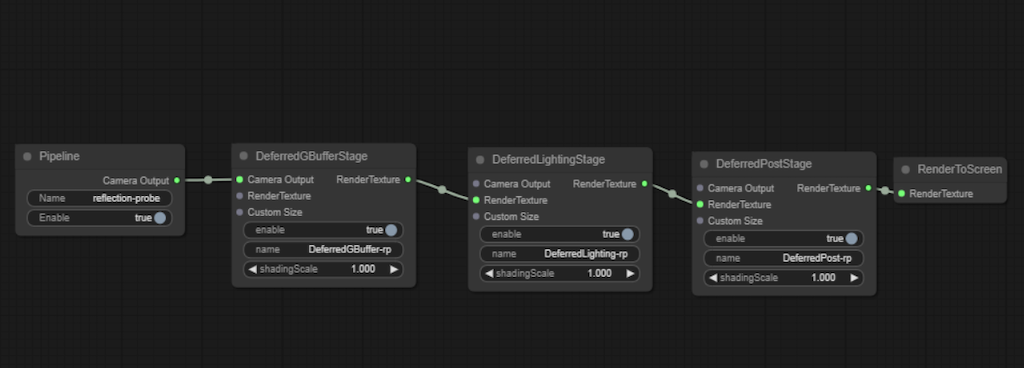 Pipeline
Camera Output
Name reflection-probe
Enable true
DeferredGBufferStage
Camera Output RenderTexture
RenderTexture
Custom Size
enable true
name DeferredGBuffer-rp
shadingScale 1.000
DeferredLightingStage
Camera Output RenderTexture
RenderTexture
Custom Size
enable true
name DeferredLighting-rp
shadingScale 1.000
DeferredPostStage
Camera Output RenderTexture
RenderTexture
Custom Size
enable true
name DeferredPost-rp
shadingScale 1.000
RenderToScreen
RenderTexture